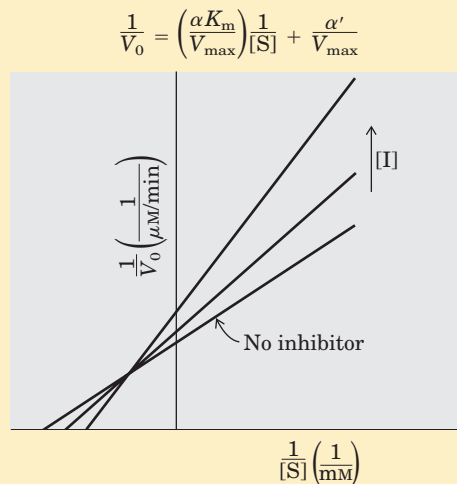 1/V₀ = (αKₘ/Vₘₐₓ) 1/[S] + α′/Vₘₐₓ
1/V₀ (1/μM/min)
[I]
No inhibitor
1/[S] (1/mM)